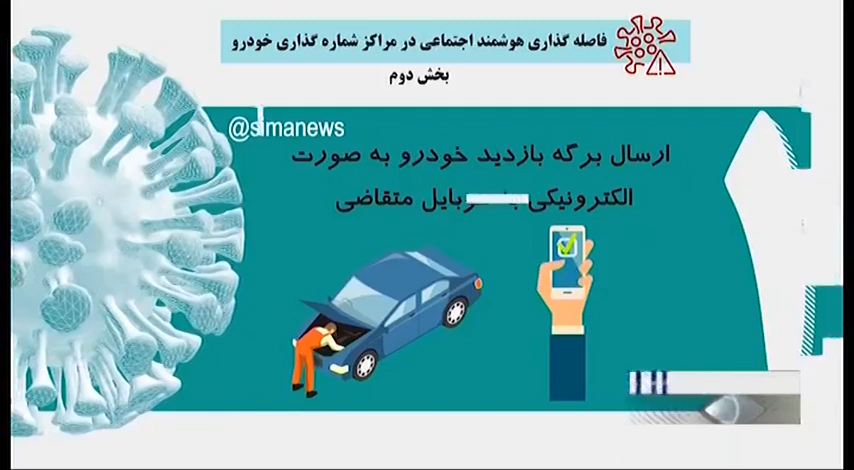 فاصله گذاری هوشمند اجتماعی در مراکز شماره گذاری خودرو
بخش دوم
@simanews
ارسال برگه بازدید خودرو به صورت
الکترونیکی متقاضی